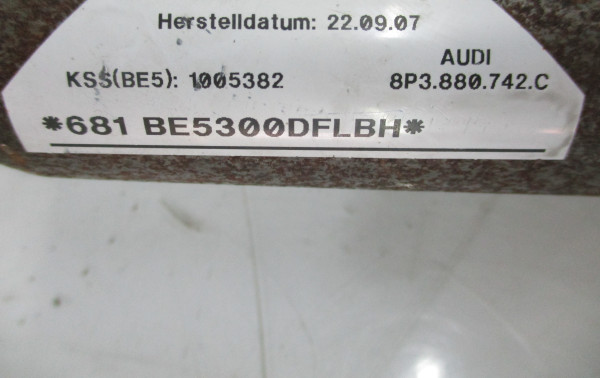 Herstelldatum: 22.09.07
AUDI
KSS(BE5): 1005382 8P3.880.742.C
*681 BE5300DFLBH*